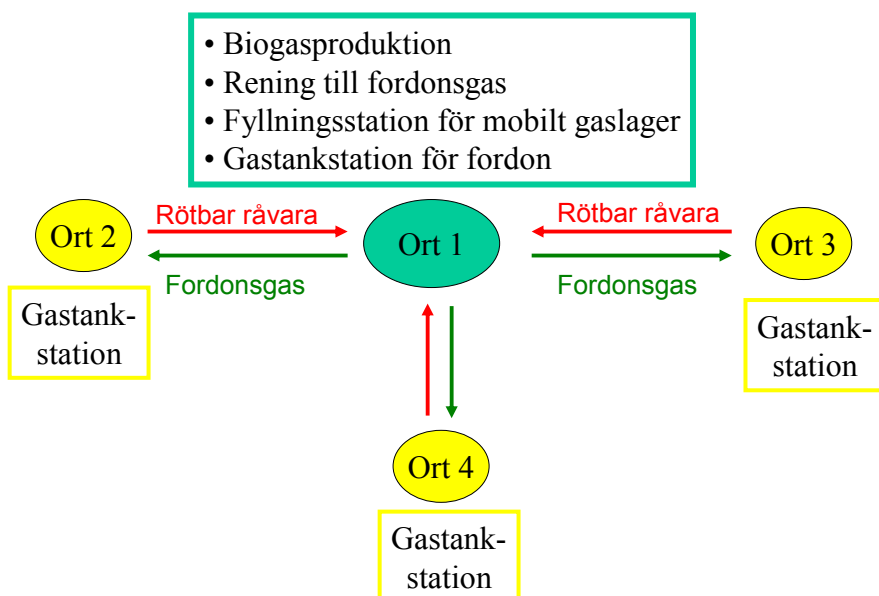 • Biogasproduktion
• Rening till fordonsgas
• Fyllningsstation för mobilt gaslager
• Gastankstation för fordon
Ort 2
Rötbar råvara
Fordonsgas
Ort 1
Rötbar råvara
Fordonsgas
Ort 3
Gastank-
station
Gastank-
station
Ort 4
Gastank-
station